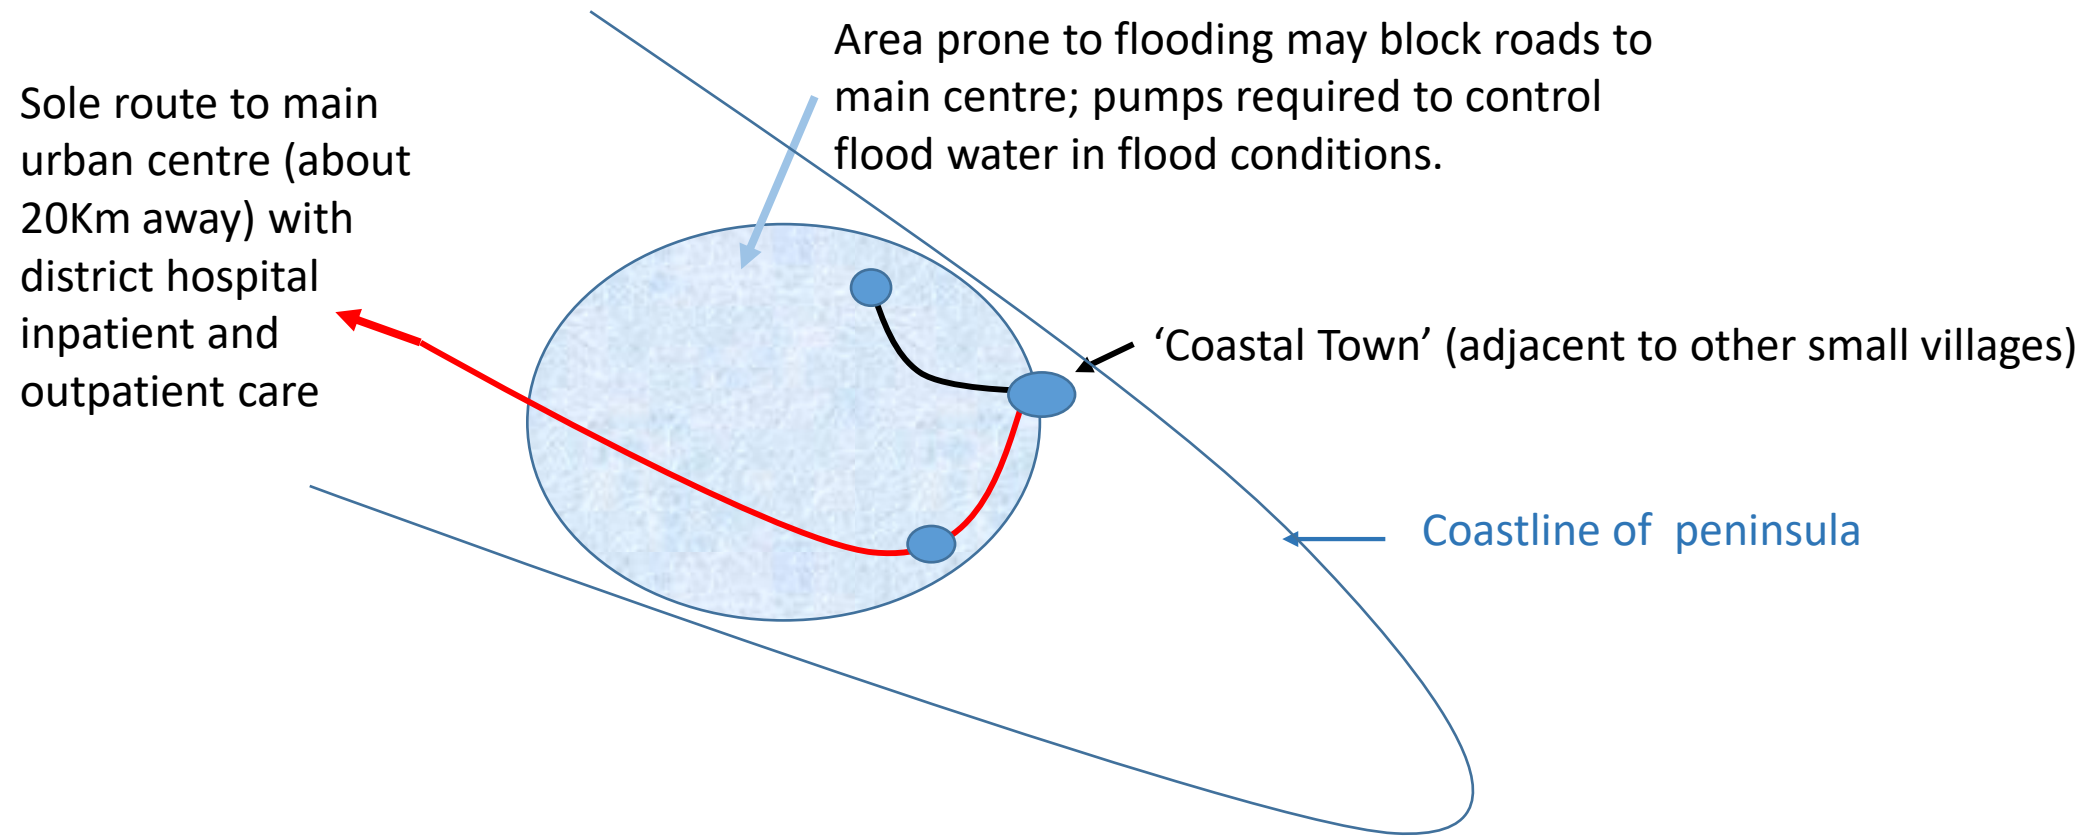 Sole route to main
urban centre (about
20Km away) with
district hospital
inpatient and
outpatient care
Area prone to flooding may block roads to
main centre; pumps required to control
flood water in flood conditions.
‘Coastal Town’ (adjacent to other small villages)
Coastline of  peninsula